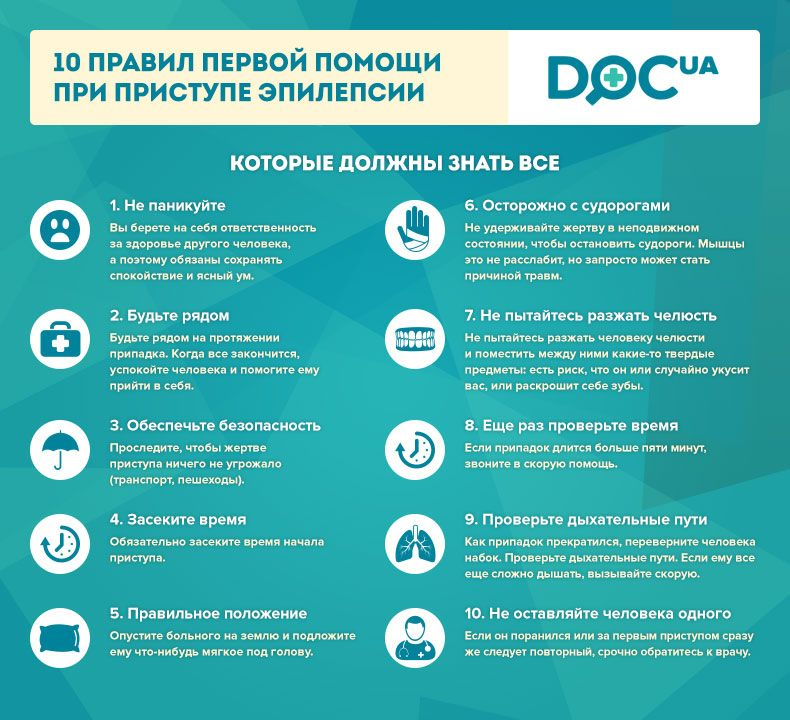 10 ПРАВИЛ ПЕРВОЙ ПОМОЩИ
ПРИ ПРИСТУПЕ ЭПИЛЕПСИИ
DOC UA
КОТОРЫЕ ДОЛЖНЫ ЗНАТЬ ВСЕ
1. Не паникуйте
Вы берете на себя ответственность
за здоровье другого человека,
а поэтому обязаны сохранять
спокойствие и ясный ум.
2. Будьте рядом
Будьте рядом на протяжении
припадка. Когда все закончится,
успокойте человека и помогите ему
прийти в себя.
3. Обеспечьте безопасность
Проследите, чтобы жертве
приступа ничего не угрожало
(транспорт, пешеходы).
4. Засеките время
Обязательно засеките время начала
приступа.
5. Правильное положение
Опустите больного на землю и подложите
ему что-нибудь мягкое под голову.
6. Осторожно с судорогами
Не удерживайте жертву в неподвижном
состоянии, чтобы остановить судороги. Мышцы
это не расслабит, но запросто может стать
причиной травм.
7. Не пытайтесь разжать челюсть
Не пытайтесь разжать человеку челюсти
и поместить между ними какие-то твердые
предметы: есть риск, что он или случайно укусит
вас, или раскрошит себе зубы.
8. Еще раз проверьте время
Если припадок длится больше пяти минут,
звоните в скорую помощь.
9. Проверьте дыхательные пути
Как припадок прекратился, переверните человека
набок. Проверьте дыхательные пути. Если ему все
еще сложно дышать, вызывайте скорую.
10. Не оставляйте человека одного
Если он поранился или за первым приступом сразу
же следует повторный, срочно обратитесь к врачу.